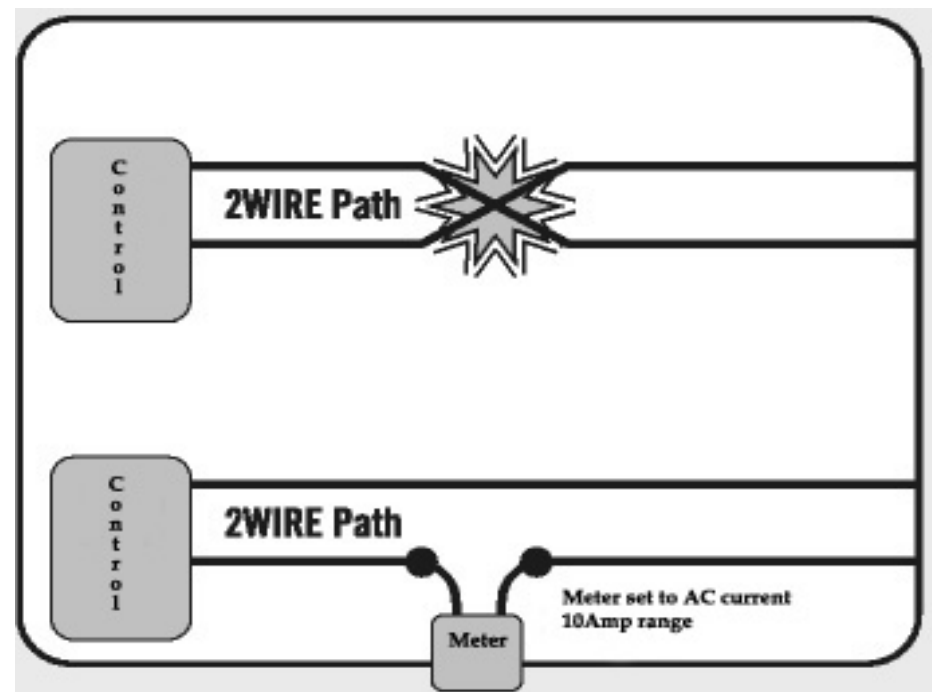 Control
2WIRE Path
Control
2WIRE Path
Meter set to AC current
10Amp range
Meter